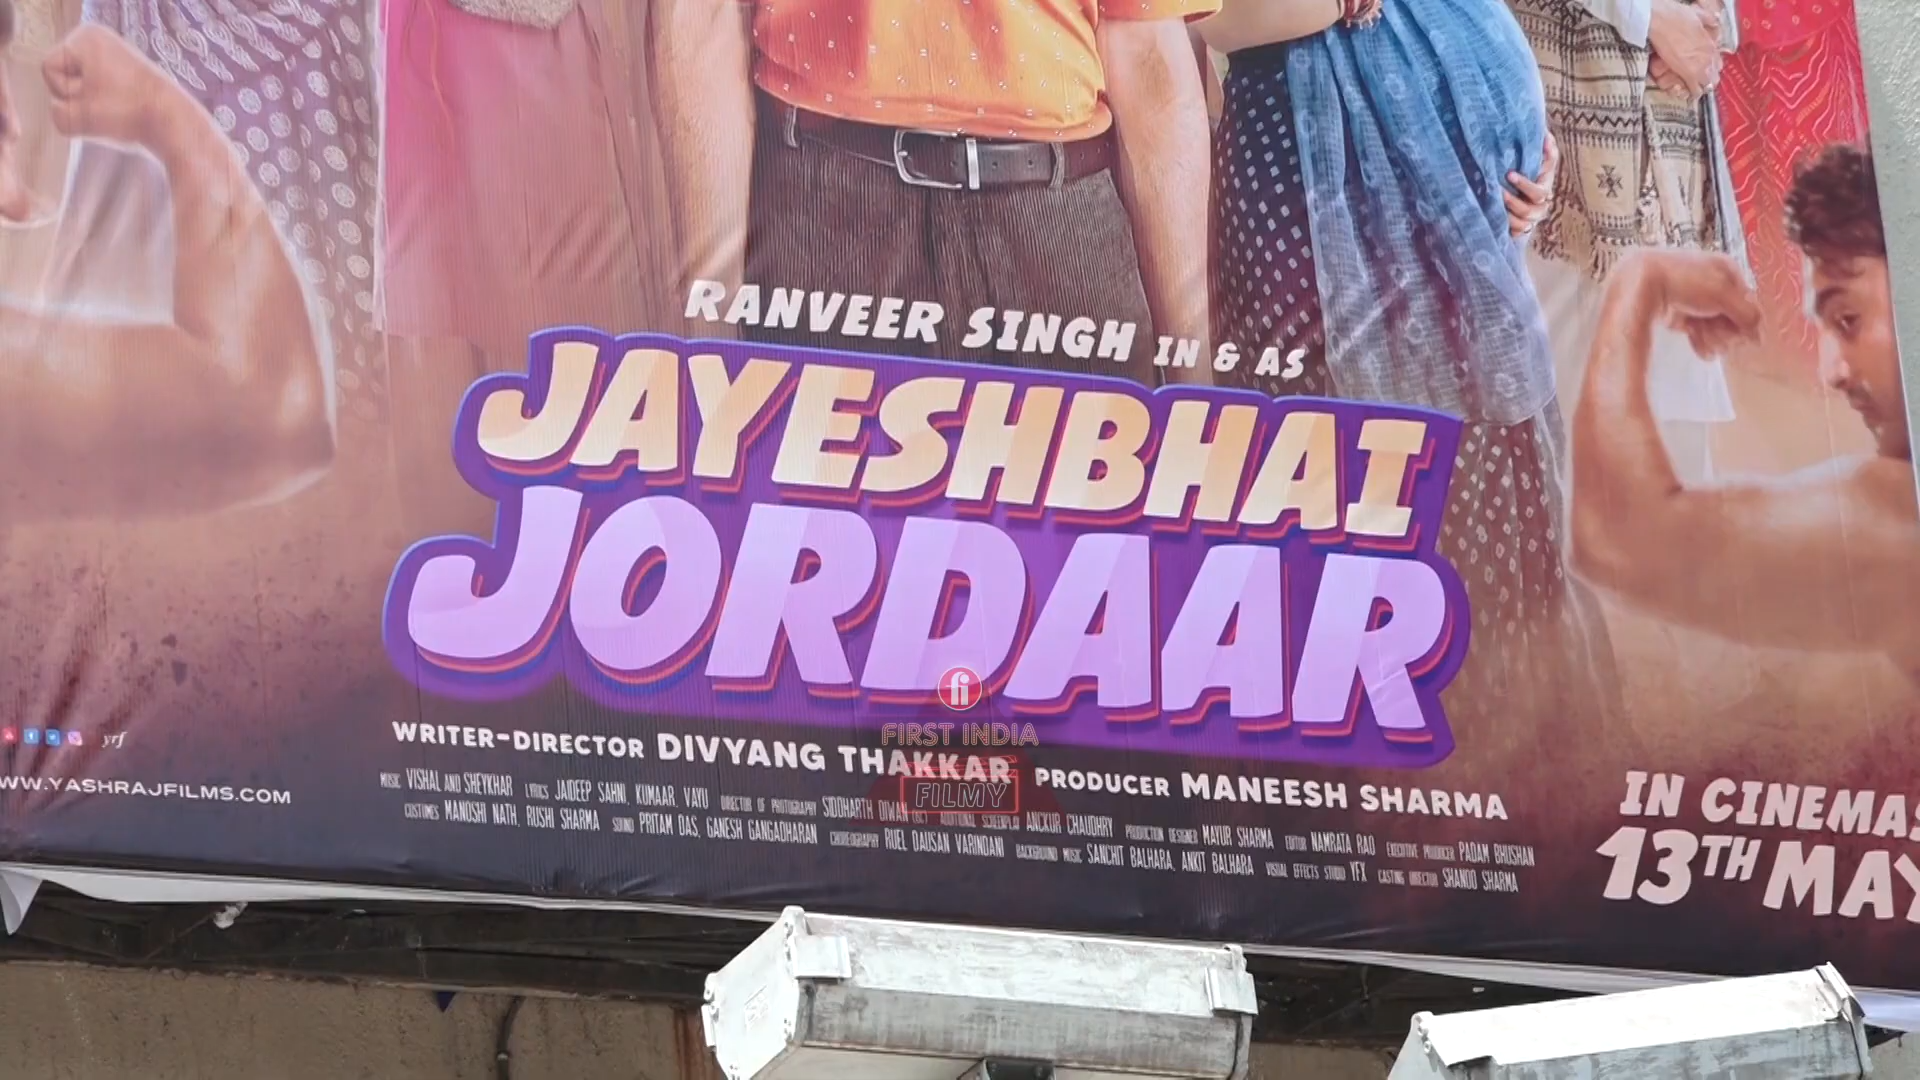 RANVEER SINGH IN & AS
JAYESHBHAI
JORDAAR
yrf
WWW.YASHRAJFILMS.COM
WRITER-DIRECTOR DIVYANG THAKKAR PRODUCER MANEESH SHARMA
MUSIC VISHAL AND SHEYKHAR LYRICS JAIDEEP SAHNI, KUMAAR, VAYU DIRECTOR OF PHOTOGRAPHY SIDDHARTH DIWAN ADDITIONAL SCREENPLAY ANCKUR CHAUDHRY PRODUCTION DESIGNER MAYUR SHARMA EDITOR NAMRATA RAO EXECUTIVE PRODUCER PADAM BHUSHAN
COSTUMES MANOSHI NATH, RUSHI SHARMA SOUND PRITAM DAS, GANESH GANGADHARAN CHOREOGRAPHY RUEL DAUSAN VARINDANI BACKGROUND MUSIC SANCHIT BALHARA, ANKIT BALHARA VISUAL EFFECTS STUDIO YFX CASTING DIRECTOR SHANOO SHARMA
IN CINEMAS
13TH MAY
fi
FIRST INDIA
FILMY